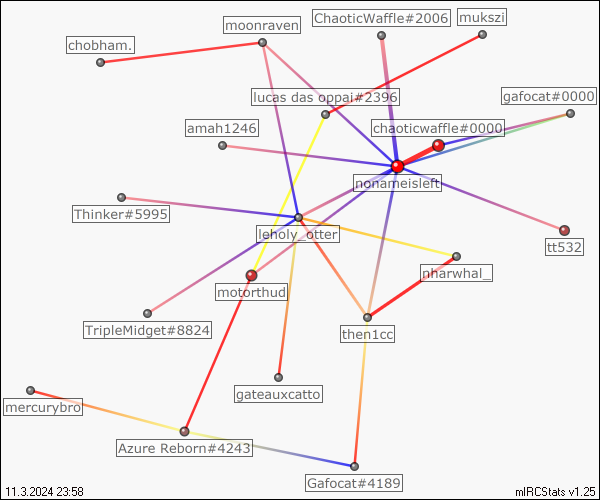 ChaoticWaffle#2006
mukszi
moonraven
chobham.
lucas das oppai#2396
gafocat#0000
amah1246
chaoticwaffle#0000
nonameisleft
Thinker#5995
leholy_otter
tt532
nharwhal_
motorthud
TripleMidget#8824
then1cc
gateauxcatto
mercurybro
Azure Reborn#4243
Gafocat#4189
11.3.2024 23:58
mIRCStats v1.25